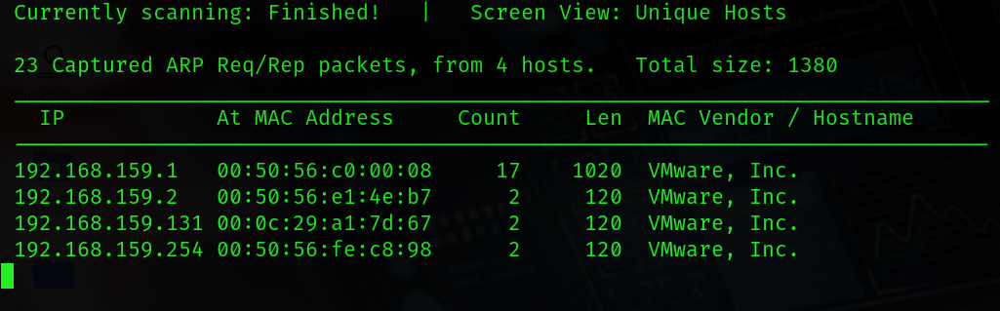 Currently scanning: Finished!   |   Screen View: Unique Hosts
23 Captured ARP Req/Rep packets, from 4 hosts.   Total size: 1380
IP            At MAC Address     Count     Len  MAC Vendor / Hostname
192.168.159.1   00:50:56:c0:00:08     17    1020  VMware, Inc.
192.168.159.2   00:50:56:e1:4e:b7      2     120  VMware, Inc.
192.168.159.131 00:0c:29:a1:7d:67      2     120  VMware, Inc.
192.168.159.254 00:50:56:fe:c8:98      2     120  VMware, Inc.